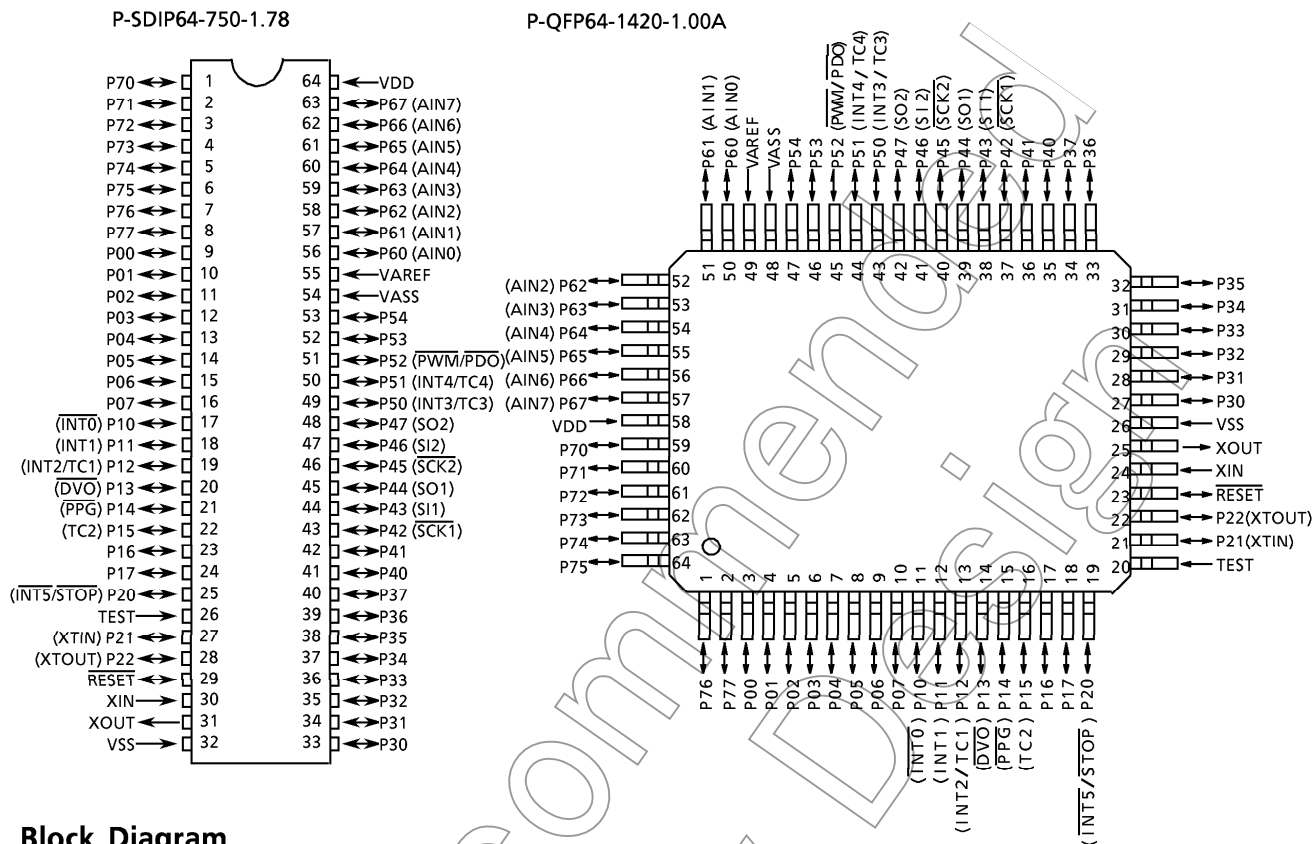 P-SDIP64-750-1.78
P70 1 64 VDD
P71 2 63 P67 (AIN7)
P72 3 62 P66 (AIN6)
P73 4 61 P65 (AIN5)
P74 5 60 P64 (AIN4)
P75 6 59 P63 (AIN3)
P76 7 58 P62 (AIN2)
P77 8 57 P61 (AIN1)
P00 9 56 P60 (AIN0)
P01 10 55 VAREF
P02 11 54 VASS
P03 12 53 P54
P04 13 52 P53
P05 14 51 P52 (PWM/PDO)
P06 15 50 P51 (INT4/TC4)
P07 16 49 P50 (INT3/TC3)
(INT0) P10 17 48 P47 (SO2)
(INT1) P11 18 47 P46 (SI2)
(INT2/TC1) P12 19 46 P45 (SCK2)
(DVO) P13 20 45 P44 (SO1)
(PPG) P14 21 44 P43 (SI1)
(TC2) P15 22 43 P42 (SCK1)
P16 23 42 P41
P17 24 41 P40
(INT5/STOP) P20 25 40 P37
TEST 26 39 P36
(XTIN) P21 27 38 P35
(XTOUT) P22 28 37 P34
RESET 29 36 P33
XIN 30 35 P32
XOUT 31 34 P31
VSS 32 33 P30
P-QFP64-1420-1.00A
P61 (AIN1)
P60 (AIN0)
VAREF
VASS
P54
P53
P52 (PWM/PDO)
P51 (INT4/TC4)
P50 (INT3/TC3)
P47 (SO2)
P46 (SI2)
P45 (SCK2)
P44 (SO1)
P43 (SI1)
P42 (SCK1)
P41
P40
P37
P36
51 50 49 48 47 46 45 44 43 42 41 40 39 38 37 36 35 34 33
(AIN2) P62 52 32 P35
(AIN3) P63 53 31 P34
(AIN4) P64 54 30 P33
(AIN5) P65 55 29 P32
(AIN6) P66 56 28 P31
(AIN7) P67 57 27 P30
VDD 58 26 VSS
P70 59 25 XOUT
P71 60 24 XIN
P72 61 23 RESET
P73 62 22 P22(XTOUT)
P74 63 21 P21(XTIN)
P75 64 20 TEST
1 2 3 4 5 6 7 8 9 10 11 12 13 14 15 16 17 18 19
P76
P77
P00
P01
P02
P03
P04
P05
P06
P07
(INT0) P10
(INT1) P11
(INT2/TC1) P12
(DVO) P13
(PPG) P14
(TC2) P15
P16
P17
(INT5/STOP) P20
Block Diagram